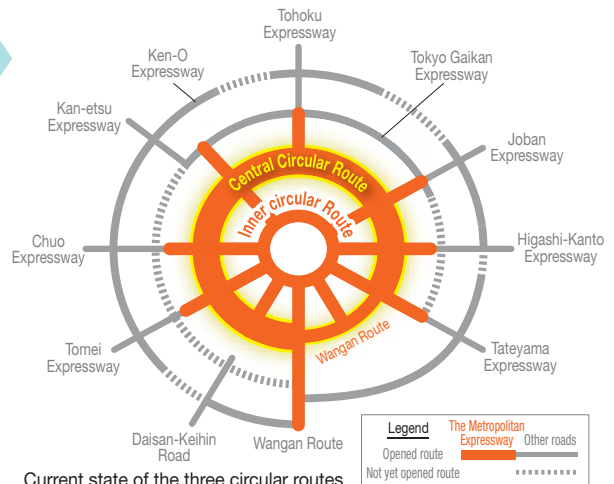 Tohoku
Expressway
Ken-O
Expressway
Tokyo Gaikan
Expressway
Kan-etsu
Expressway
Joban
Expressway
Central Circular Route
Inner circular Route
Chuo
Expressway
Higashi-Kanto
Expressway
Wangan Route
Tomei
Expressway
Tateyama
Expressway
Daisan-Keihin
Road
Wangan Route
Legend
The Metropolitan
Expressway
Other roads
Opened route
Not yet opened route
Current state of the three circular routes